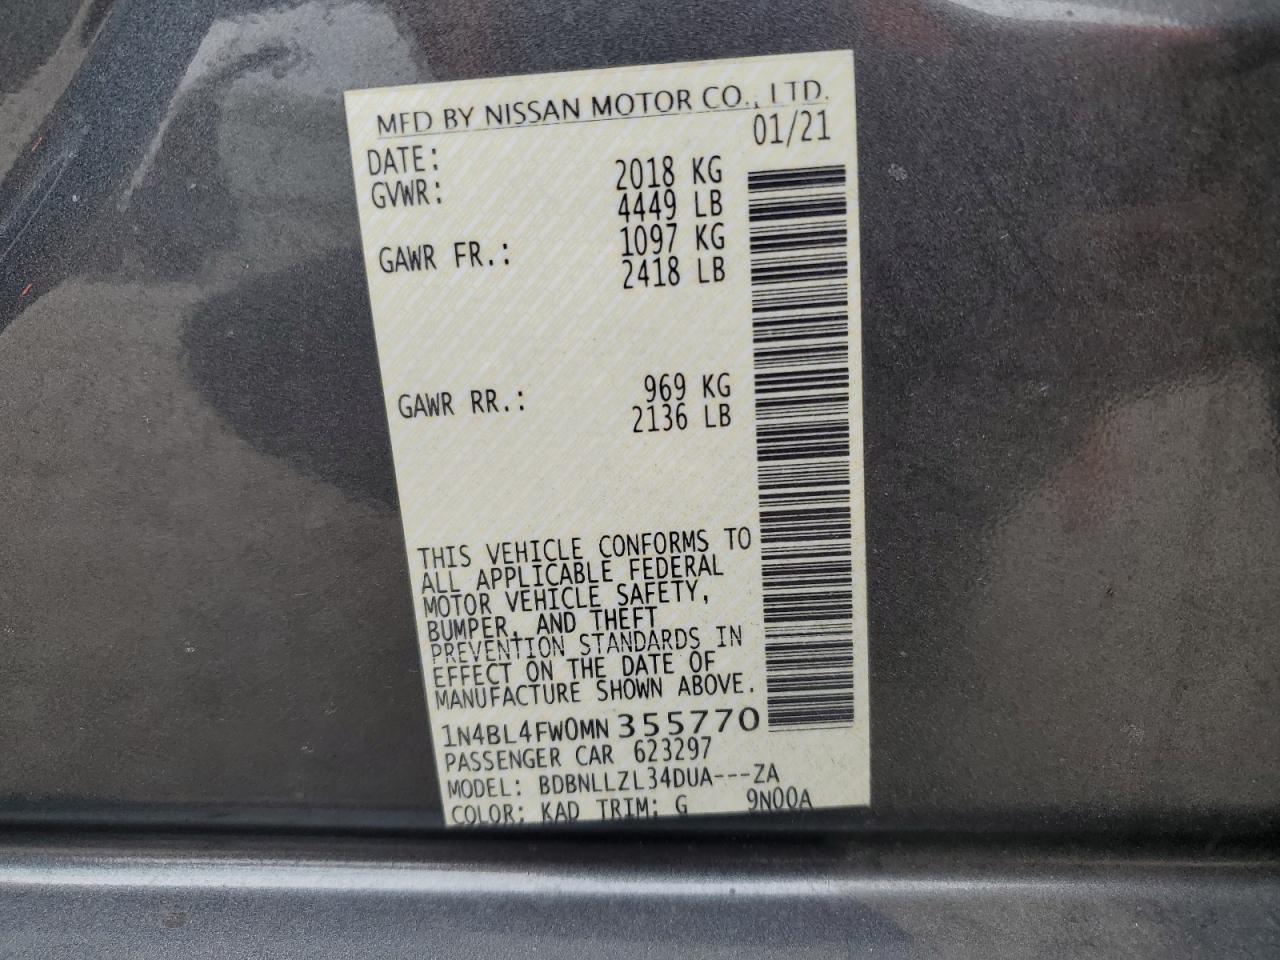 MFD BY NISSAN MOTOR CO., LTD.
DATE: 01/21
GVWR: 2018 KG
4449 LB
GAWR FR.: 1097 KG
2418 LB
GAWR RR.: 969 KG
2136 LB
THIS VEHICLE CONFORMS TO
ALL APPLICABLE FEDERAL
MOTOR VEHICLE SAFETY,
BUMPER, AND THEFT
PREVENTION STANDARDS IN
EFFECT ON THE DATE OF
MANUFACTURE SHOWN ABOVE.
1N4BL4FW0MN355770
PASSENGER CAR 623297
MODEL: BDBNLLZL34DUA---ZA
COLOR: KAD TRIM: G 9N00A